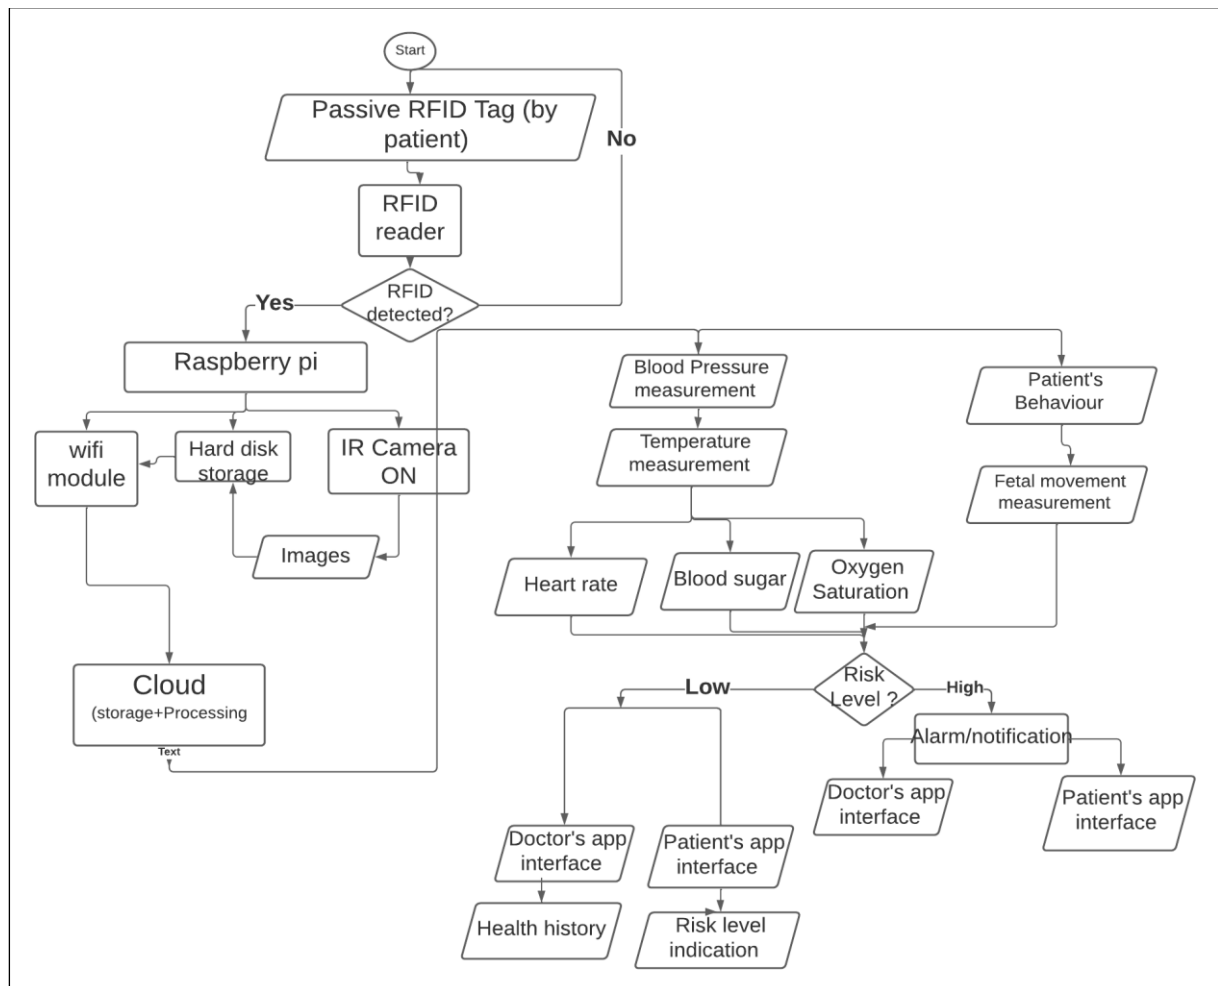 Start
Passive RFID Tag (by
patient)
No
RFID
reader
RFID
detected?
Yes
Raspberry pi
wifi
module
Hard disk
storage
IR Camera
ON
Images
Cloud
(storage+Processing
Text
Blood Pressure
measurement
Temperature
measurement
Heart rate
Blood sugar
Oxygen
Saturation
Patient's
Behaviour
Fetal movement
measurement
Risk
Level ?
Low
High
Alarm/notification
Doctor's app
interface
Patient's app
interface
Doctor's app
interface
Patient's app
interface
Health history
Risk level
indication